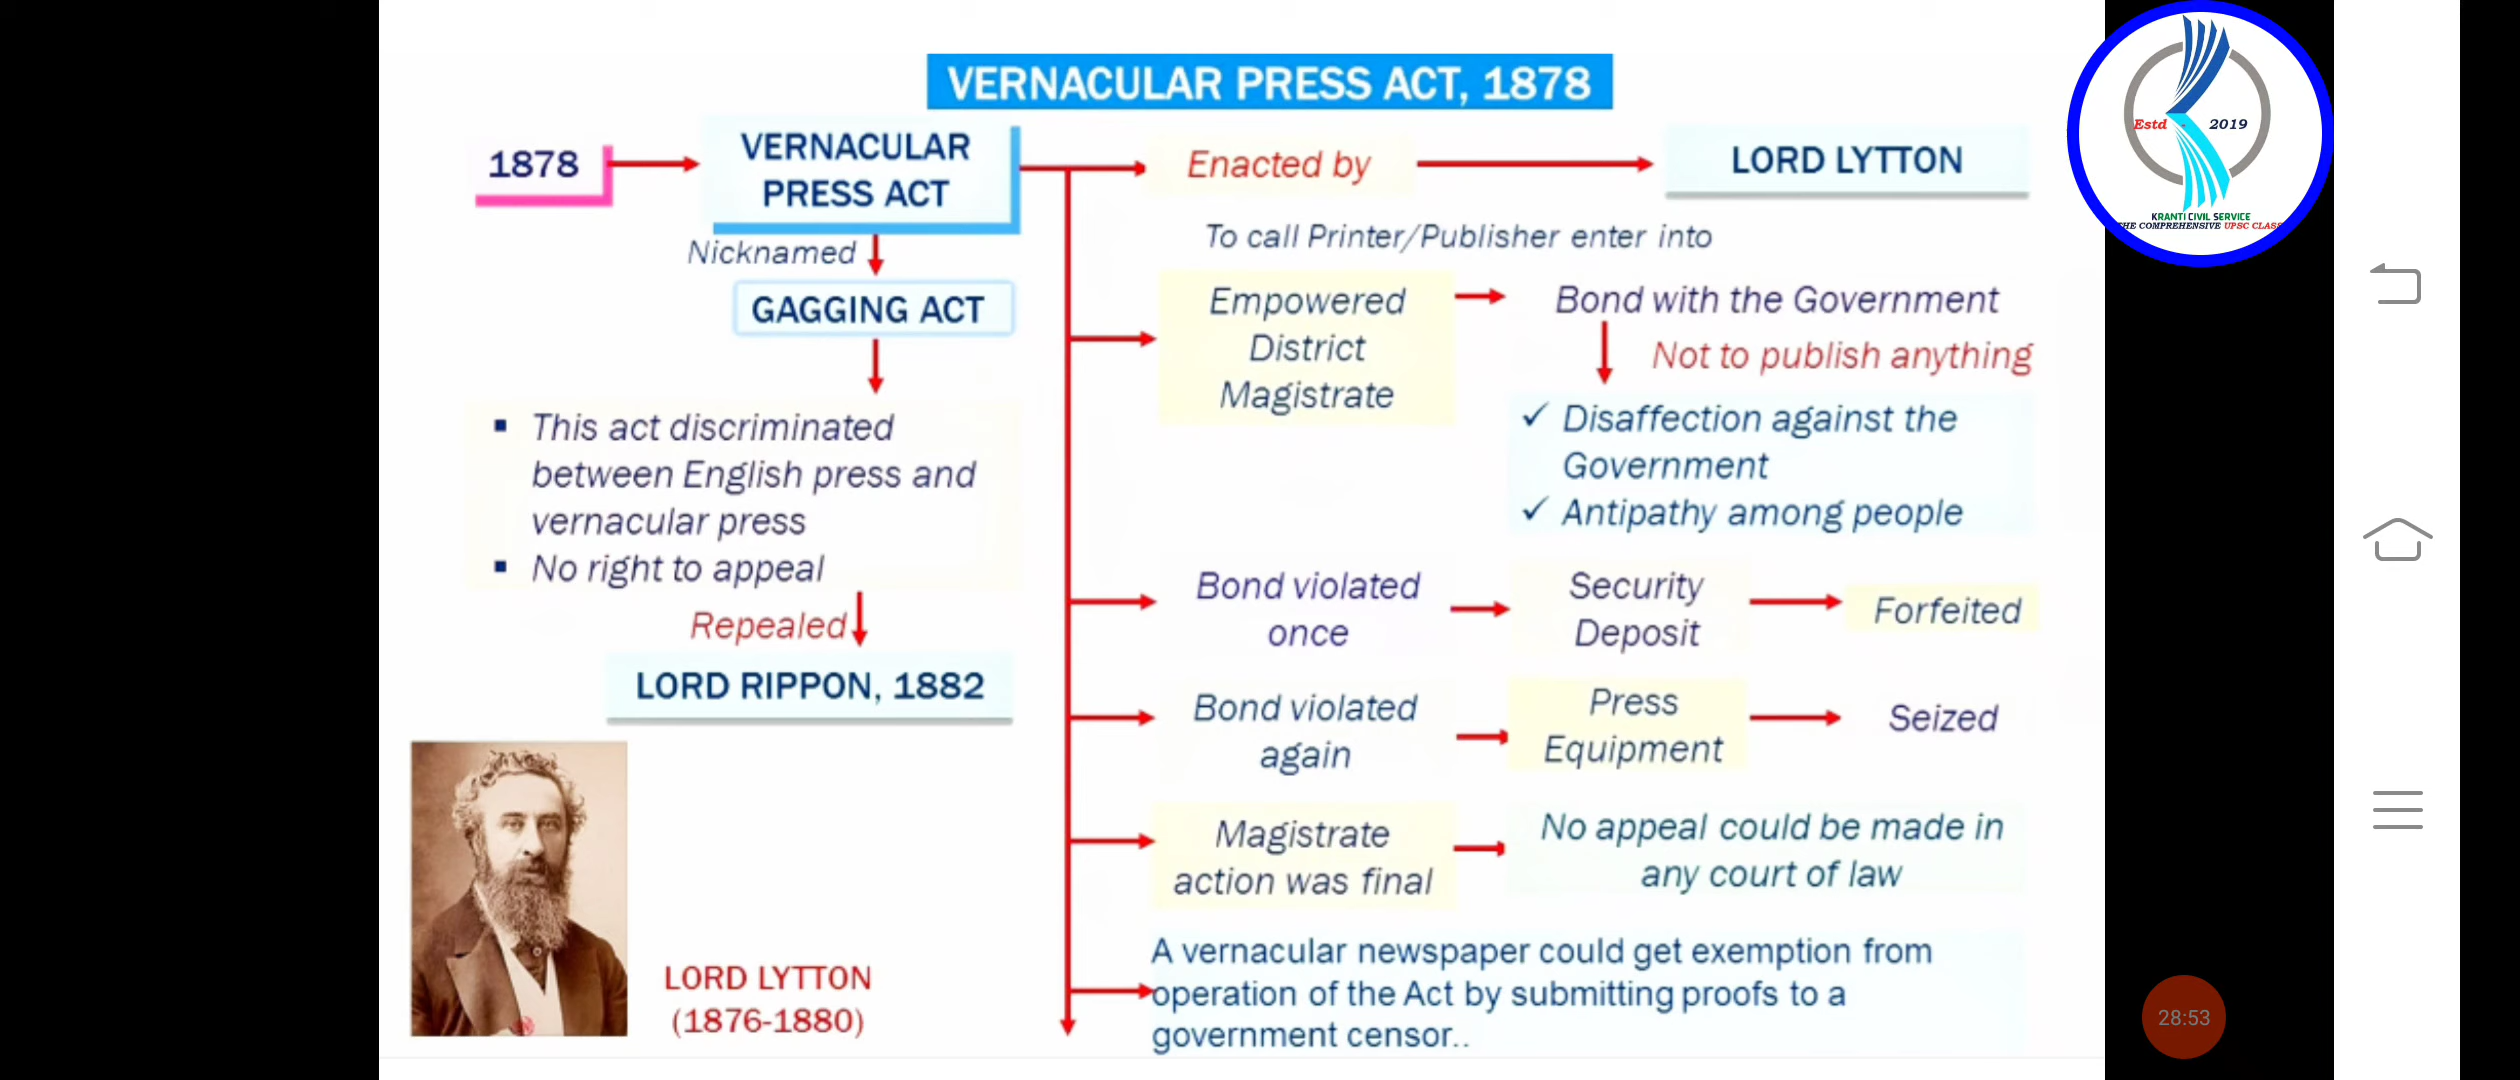 VERNACULAR PRESS ACT, 1878
1878
VERNACULAR
PRESS ACT
Nicknamed
GAGGING ACT
▪ This act discriminated
between English press and
vernacular press
▪ No right to appeal
Repealed
LORD RIPPON, 1882
LORD LYTTON
(1876-1880)
Enacted by
LORD LYTTON
To call Printer/Publisher enter into
Empowered
District
Magistrate
Bond with the Government
Not to publish anything
✓ Disaffection against the
Government
✓ Antipathy among people
Bond violated
once
Security
Deposit
Forfeited
Bond violated
again
Press
Equipment
Seized
Magistrate
action was final
No appeal could be made in
any court of law
A vernacular newspaper could get exemption from
operation of the Act by submitting proofs to a
government censor..
Estd - 2019
KRANTI CIVIL SERVICE
THE COMPREHENSIVE UPSC CLASS
28:53